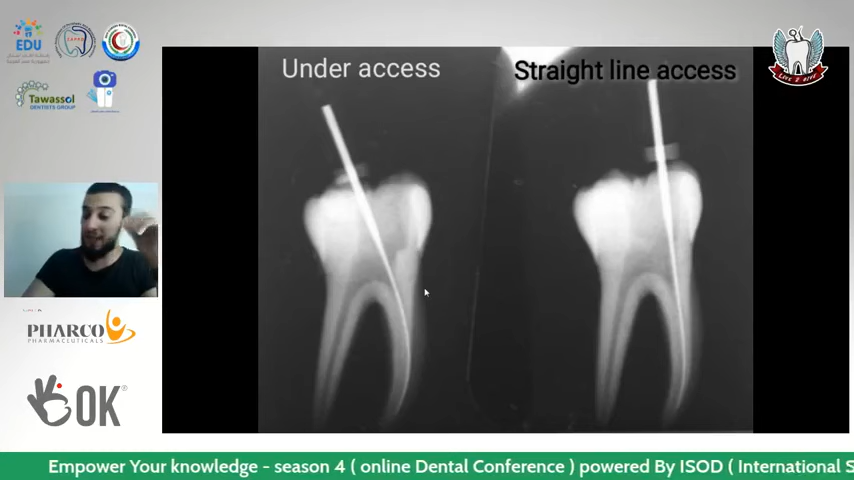 EDU
Tawassol
DENTISTS GROUP
Under access
Straight line access
PHARCO
PHARMACEUTICALS
OK®
Empower Your knowledge - season 4 ( online Dental Conference ) powered By ISOD ( International S